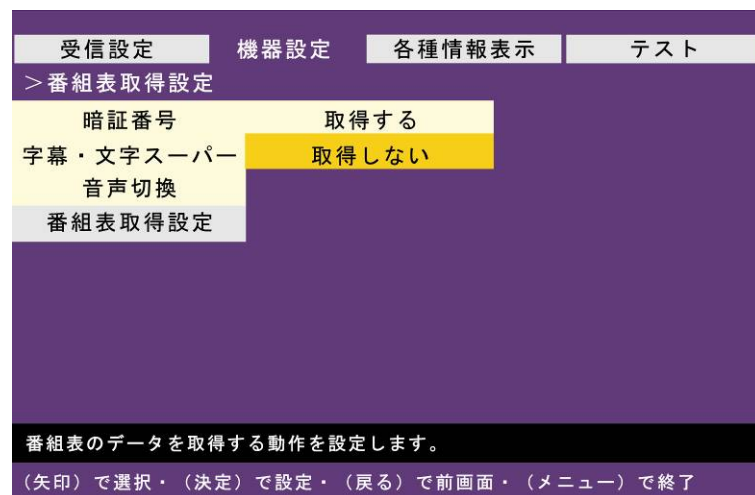 受信設定 機器設定 各種情報表示 テスト
＞番組表取得設定
暗証番号 取得する
字幕・文字スーパー 取得しない
音声切換
番組表取得設定
番組表のデータを取得する動作を設定します。
（矢印）で選択・（決定）で設定・（戻る）で前画面・（メニュー）で終了